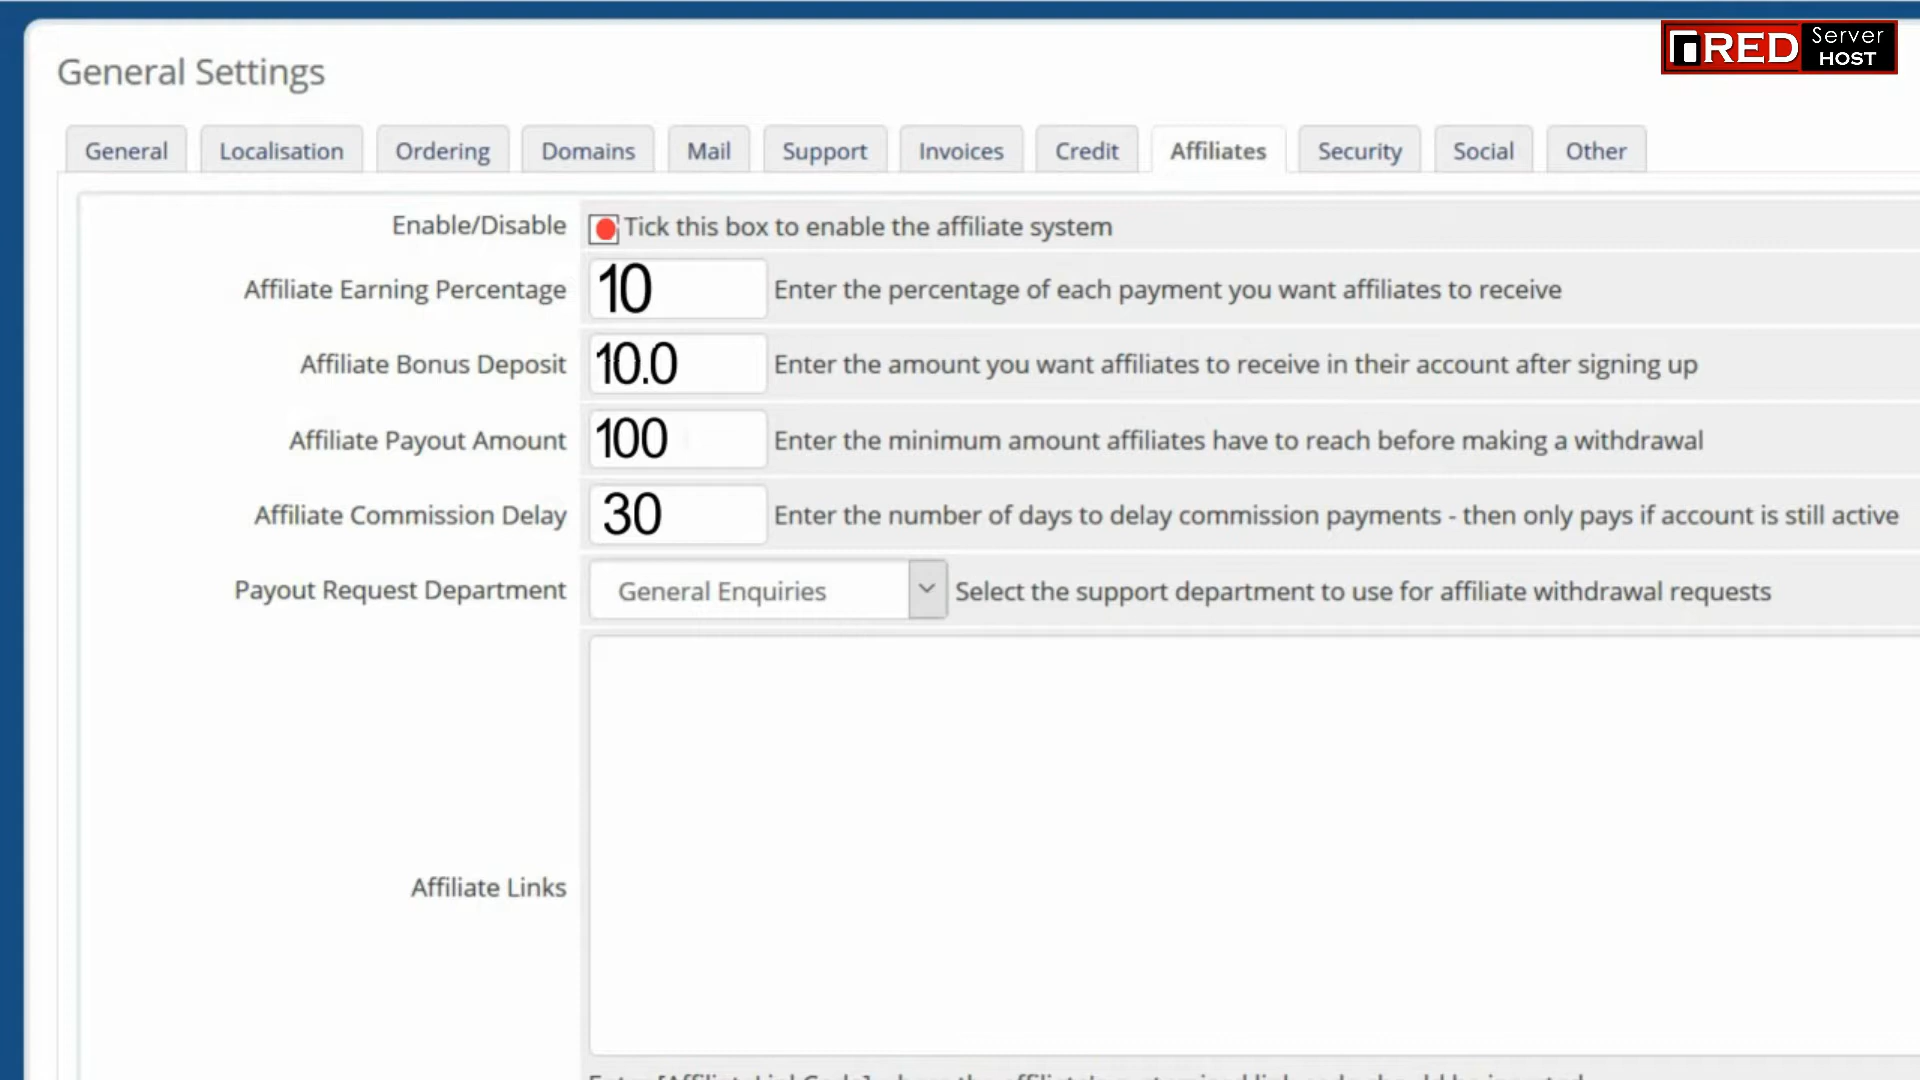 RED Server HOST
General Settings
General Localisation Ordering Domains Mail Support Invoices Credit Affiliates Security Social Other
Enable/Disable Tick this box to enable the affiliate system
Affiliate Earning Percentage 10 Enter the percentage of each payment you want affiliates to receive
Affiliate Bonus Deposit 10.0 Enter the amount you want affiliates to receive in their account after signing up
Affiliate Payout Amount 100 Enter the minimum amount affiliates have to reach before making a withdrawal
Affiliate Commission Delay 30 Enter the number of days to delay commission payments - then only pays if account is still active
Payout Request Department General Enquiries Select the support department to use for affiliate withdrawal requests
Affiliate Links